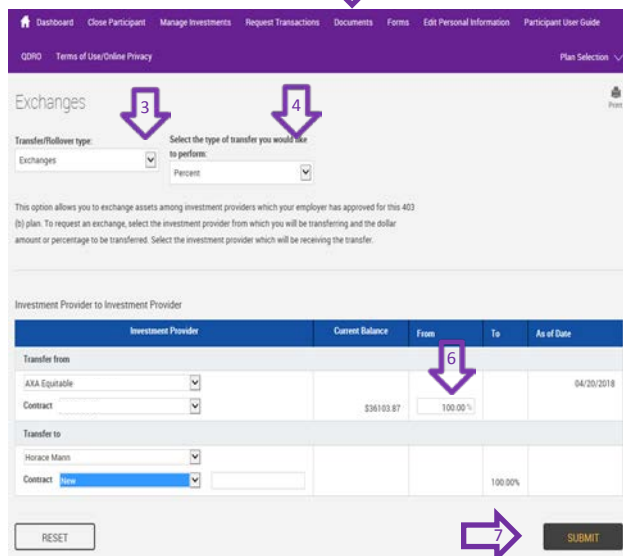 Dashboard Close Participant Manage Investments Request Transactions Documents Forms Edit Personal Information Participant User Guide
QDRO Terms of Use/Online Privacy Plan Selection
Exchanges
Print
3
4
Transfer/Rollover type:
Exchanges
Select the type of transfer you would like
to perform:
Percent
This option allows you to exchange assets among investment providers which your employer has approved for this 403
(b) plan. To request an exchange, select the investment provider from which you will be transferring and the dollar
amount or percentage to be transferred. Select the investment provider which will be receiving the transfer.
Investment Provider to Investment Provider
Investment Provider Current Balance From To As of Date
6
Transfer from
AXA Equitable 04/20/2018
Contract $36103.87 100.00 %
Transfer to
Horace Mann
Contract New 100.00%
RESET 7 SUBMIT